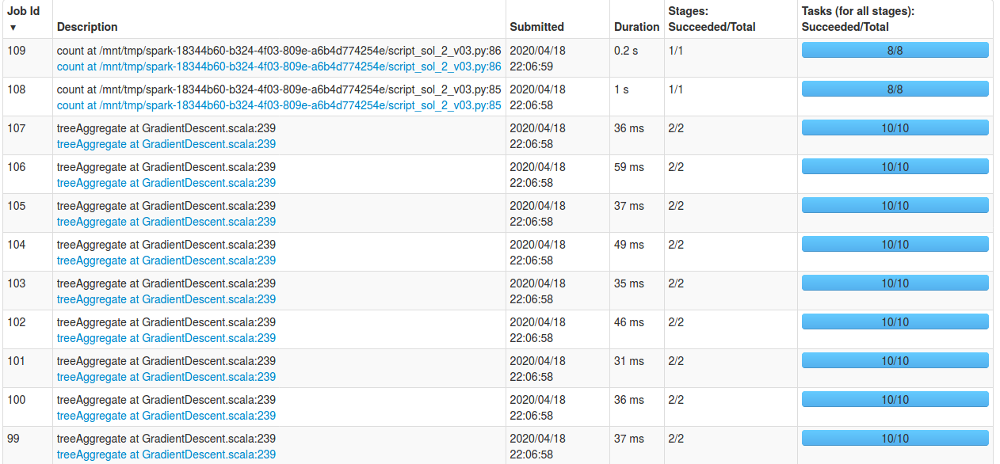 Job Id ▼ Description Submitted Duration Stages: Succeeded/Total Tasks (for all stages): Succeeded/Total
109 count at /mnt/tmp/spark-18344b60-b324-4f03-809e-a6b4d774254e/script_sol_2_v03.py:86 2020/04/18 0.2 s 1/1 8/8
count at /mnt/tmp/spark-18344b60-b324-4f03-809e-a6b4d774254e/script_sol_2_v03.py:86 22:06:59
108 count at /mnt/tmp/spark-18344b60-b324-4f03-809e-a6b4d774254e/script_sol_2_v03.py:85 2020/04/18 1 s 1/1 8/8
count at /mnt/tmp/spark-18344b60-b324-4f03-809e-a6b4d774254e/script_sol_2_v03.py:85 22:06:58
107 treeAggregate at GradientDescent.scala:239 2020/04/18 36 ms 2/2 10/10
treeAggregate at GradientDescent.scala:239 22:06:58
106 treeAggregate at GradientDescent.scala:239 2020/04/18 59 ms 2/2 10/10
treeAggregate at GradientDescent.scala:239 22:06:58
105 treeAggregate at GradientDescent.scala:239 2020/04/18 37 ms 2/2 10/10
treeAggregate at GradientDescent.scala:239 22:06:58
104 treeAggregate at GradientDescent.scala:239 2020/04/18 49 ms 2/2 10/10
treeAggregate at GradientDescent.scala:239 22:06:58
103 treeAggregate at GradientDescent.scala:239 2020/04/18 35 ms 2/2 10/10
treeAggregate at GradientDescent.scala:239 22:06:58
102 treeAggregate at GradientDescent.scala:239 2020/04/18 46 ms 2/2 10/10
treeAggregate at GradientDescent.scala:239 22:06:58
101 treeAggregate at GradientDescent.scala:239 2020/04/18 31 ms 2/2 10/10
treeAggregate at GradientDescent.scala:239 22:06:58
100 treeAggregate at GradientDescent.scala:239 2020/04/18 36 ms 2/2 10/10
treeAggregate at GradientDescent.scala:239 22:06:58
99 treeAggregate at GradientDescent.scala:239 2020/04/18 37 ms 2/2 10/10
treeAggregate at GradientDescent.scala:239 22:06:58